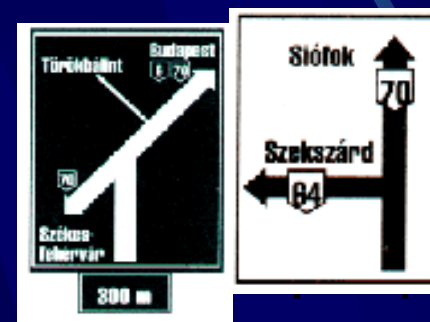 Budapest
6 70
Törökbálint
70
Székes-
fehérvár
300 m
Siófok
70
Szekszárd
64